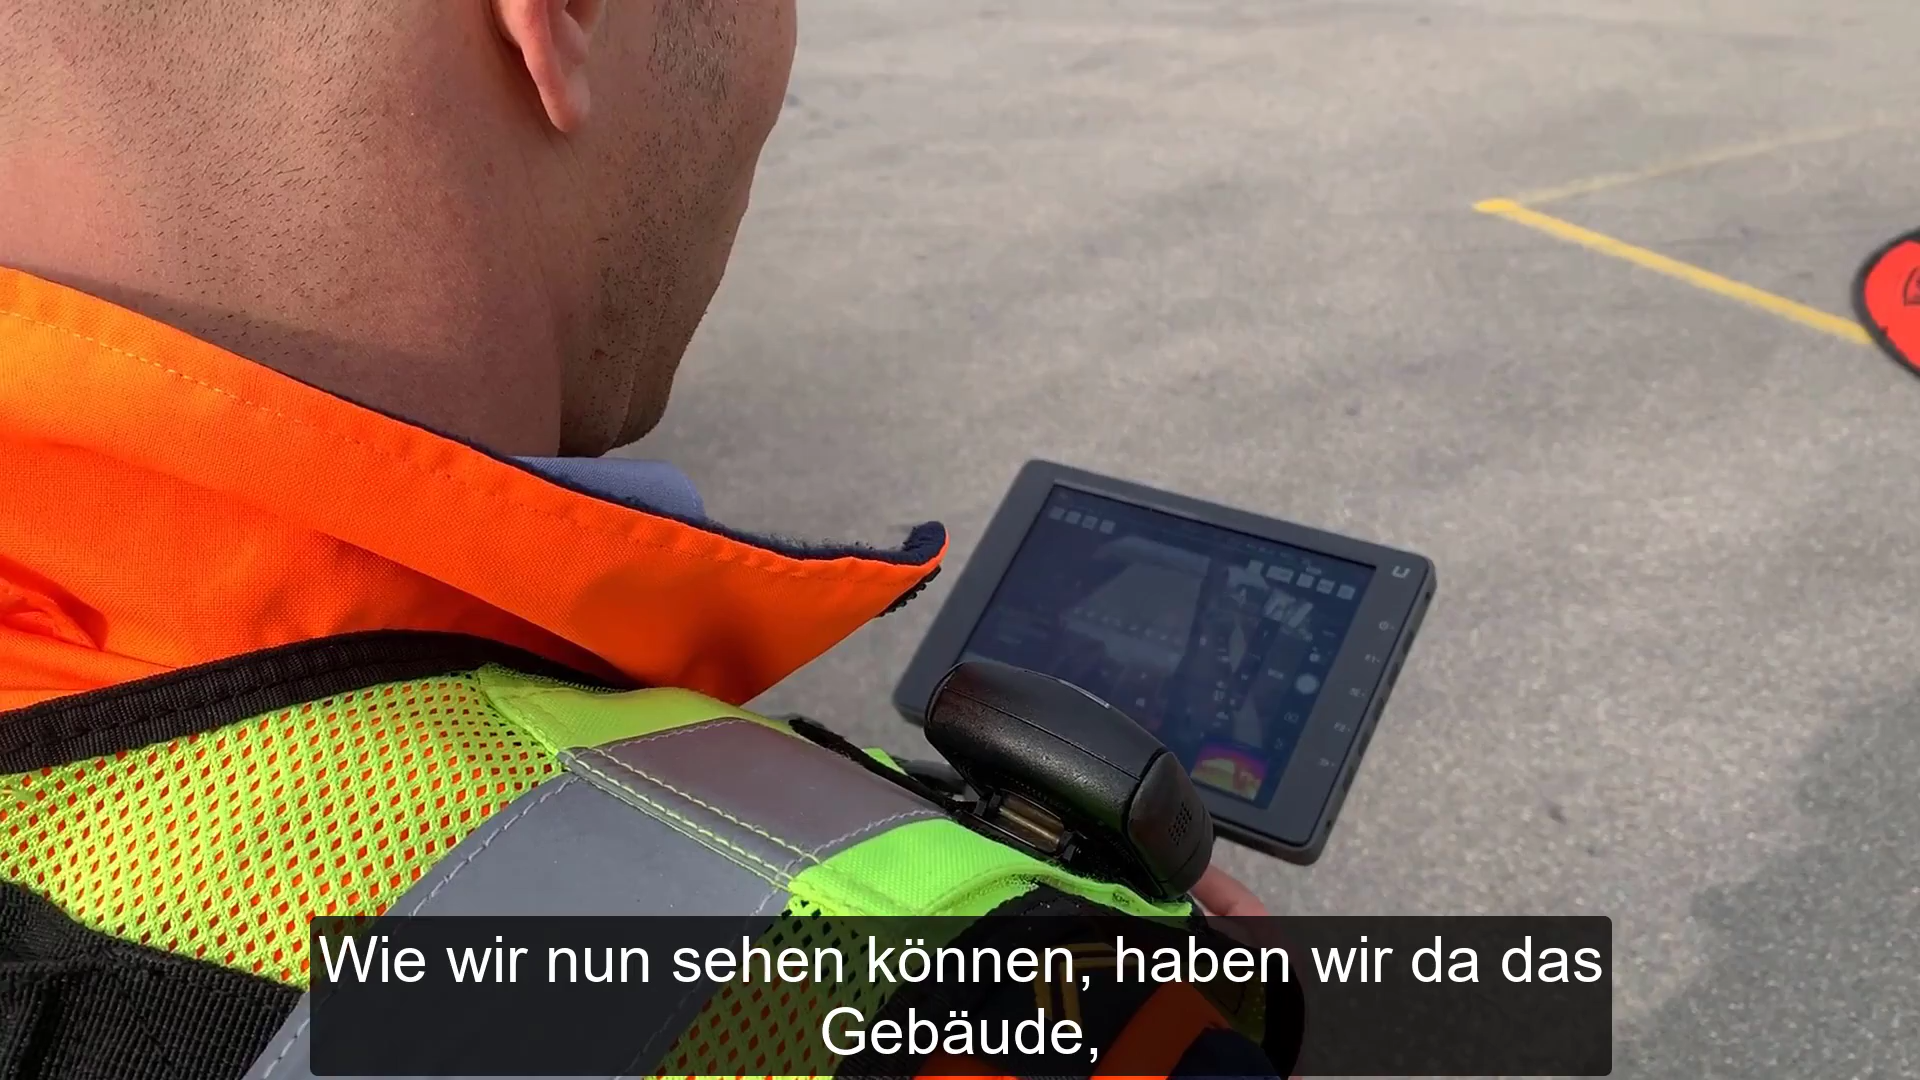 Wie wir nun sehen können, haben wir da das
Gebäude,